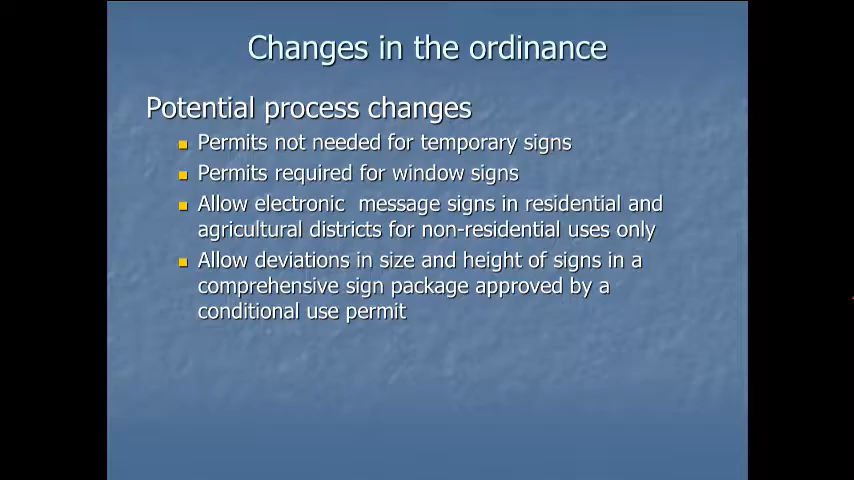 Changes in the ordinance
Potential process changes
Permits not needed for temporary signs
Permits required for window signs
Allow electronic message signs in residential and
agricultural districts for non-residential uses only
Allow deviations in size and height of signs in a
comprehensive sign package approved by a
conditional use permit